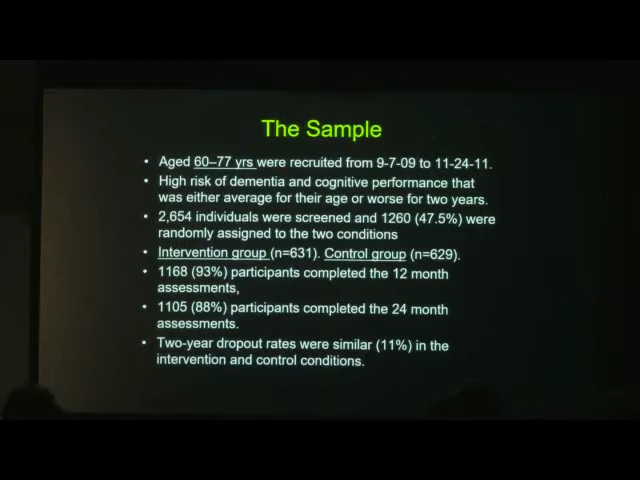 The Sample
• Aged 60–77 yrs were recruited from 9-7-09 to 11-24-11.
• High risk of dementia and cognitive performance that
was either average for their age or worse for two years.
• 2,654 individuals were screened and 1260 (47.5%) were
randomly assigned to the two conditions
• Intervention group (n=631). Control group (n=629).
• 1168 (93%) participants completed the 12 month
assessments,
• 1105 (88%) participants completed the 24 month
assessments.
• Two-year dropout rates were similar (11%) in the
intervention and control conditions.